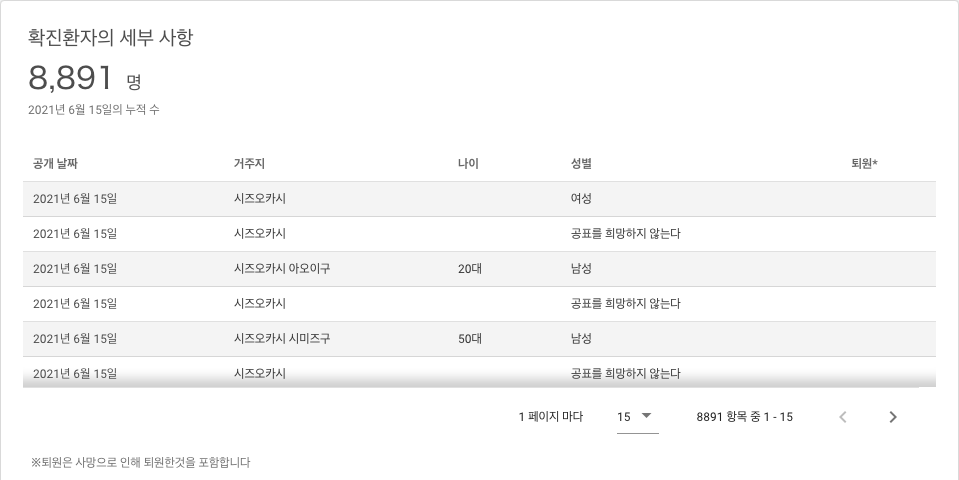 확진환자의 세부 사항
8,891 명
2021년 6월 15일의 누적 수
공개 날짜 거주지 나이 성별 퇴원*
2021년 6월 15일 시즈오카시 여성
2021년 6월 15일 시즈오카시 공표를 희망하지 않는다
2021년 6월 15일 시즈오카시 아오이구 20대 남성
2021년 6월 15일 시즈오카시 공표를 희망하지 않는다
2021년 6월 15일 시즈오카시 시미즈구 50대 남성
2021년 6월 15일 시즈오카시 공표를 희망하지 않는다
1 페이지 마다 15 8891 항목 중 1 - 15
※퇴원은 사망으로 인해 퇴원한것을 포함합니다